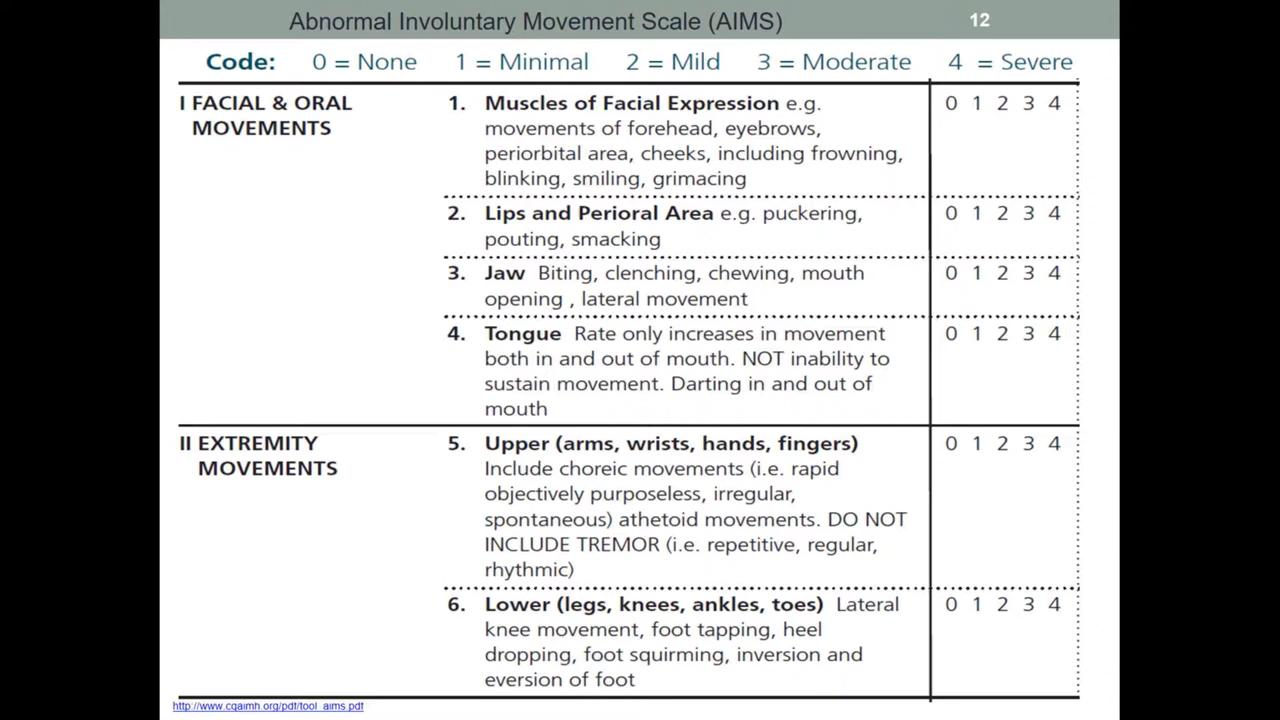 Abnormal Involuntary Movement Scale (AIMS) 12
Code: 0 = None 1 = Minimal 2 = Mild 3 = Moderate 4 = Severe
I FACIAL & ORAL
MOVEMENTS
1. Muscles of Facial Expression e.g. 0 1 2 3 4
movements of forehead, eyebrows,
periorbital area, cheeks, including frowning,
blinking, smiling, grimacing
2. Lips and Perioral Area e.g. puckering, 0 1 2 3 4
pouting, smacking
3. Jaw Biting, clenching, chewing, mouth 0 1 2 3 4
opening , lateral movement
4. Tongue Rate only increases in movement 0 1 2 3 4
both in and out of mouth. NOT inability to
sustain movement. Darting in and out of
mouth
II EXTREMITY
MOVEMENTS
5. Upper (arms, wrists, hands, fingers) 0 1 2 3 4
Include choreic movements (i.e. rapid
objectively purposeless, irregular,
spontaneous) athetoid movements. DO NOT
INCLUDE TREMOR (i.e. repetitive, regular,
rhythmic)
6. Lower (legs, knees, ankles, toes) Lateral 0 1 2 3 4
knee movement, foot tapping, heel
dropping, foot squirming, inversion and
eversion of foot
http://www.cqaimh.org/pdf/tool_aims.pdf